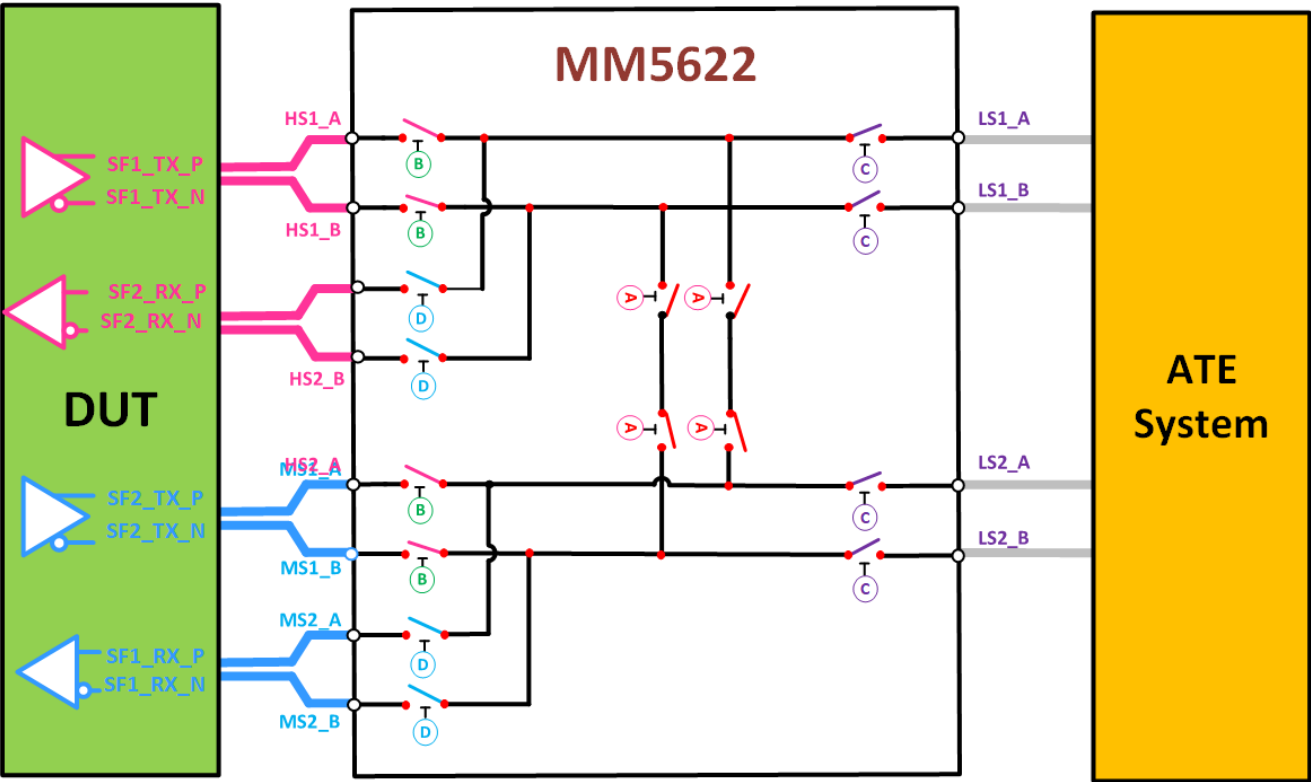 MM5622
HS1_A
LS1_A
B
C
SF1_TX_P
SF1_TX_N
LS1_B
B
C
HS1_B
SF2_RX_P
SF2_RX_N
A
A
D
HS2_B
D
DUT
ATE
System
A
A
HS2_A
MS1_A
LS2_A
SF2_TX_P
SF2_TX_N
B
C
LS2_B
MS1_B
B
C
MS2_A
SF1_RX_P
SF1_RX_N
D
MS2_B
D